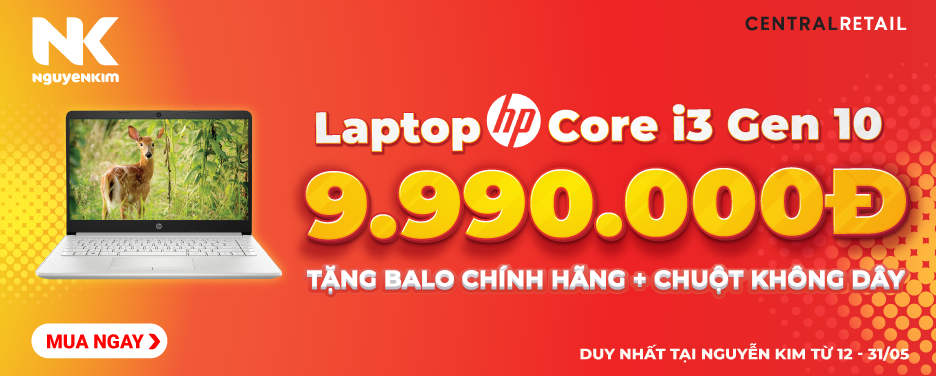 NK
NGUYENKIM
CENTRALRETAIL
Laptop hp Core i3 Gen 10
9.990.000Đ
TẶNG BALO CHÍNH HÃNG + CHUỘT KHÔNG DÂY
MUA NGAY
DUY NHẤT TẠI NGUYỄN KIM TỪ 12 - 31/05